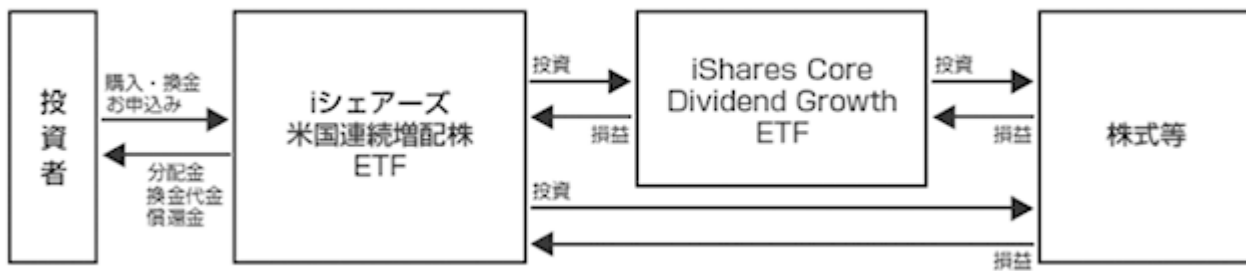 投資者
購入・換金
お申込み
分配金
換金代金
償還金
iシェアーズ
米国連続増配株
ETF
投資
損益
iShares Core
Dividend Growth
ETF
投資
損益
投資
損益
株式等